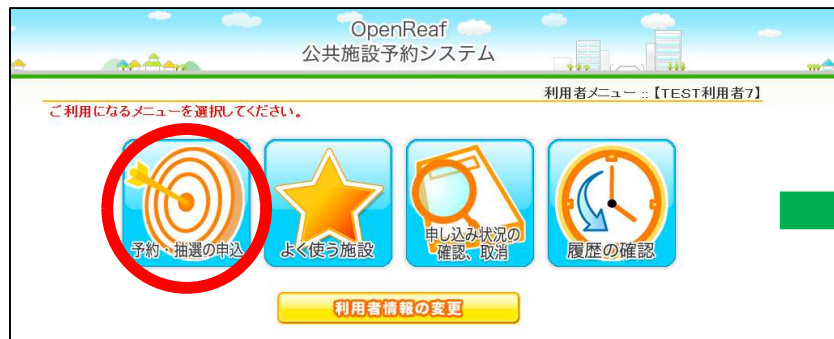 OpenReaf
公共施設予約システム
利用者メニュー ::【TEST利用者7】
ご利用になるメニューを選択してください。
予約・抽選の申込
よく使う施設
申し込み状況の
確認、取消
履歴の確認
利用者情報の変更